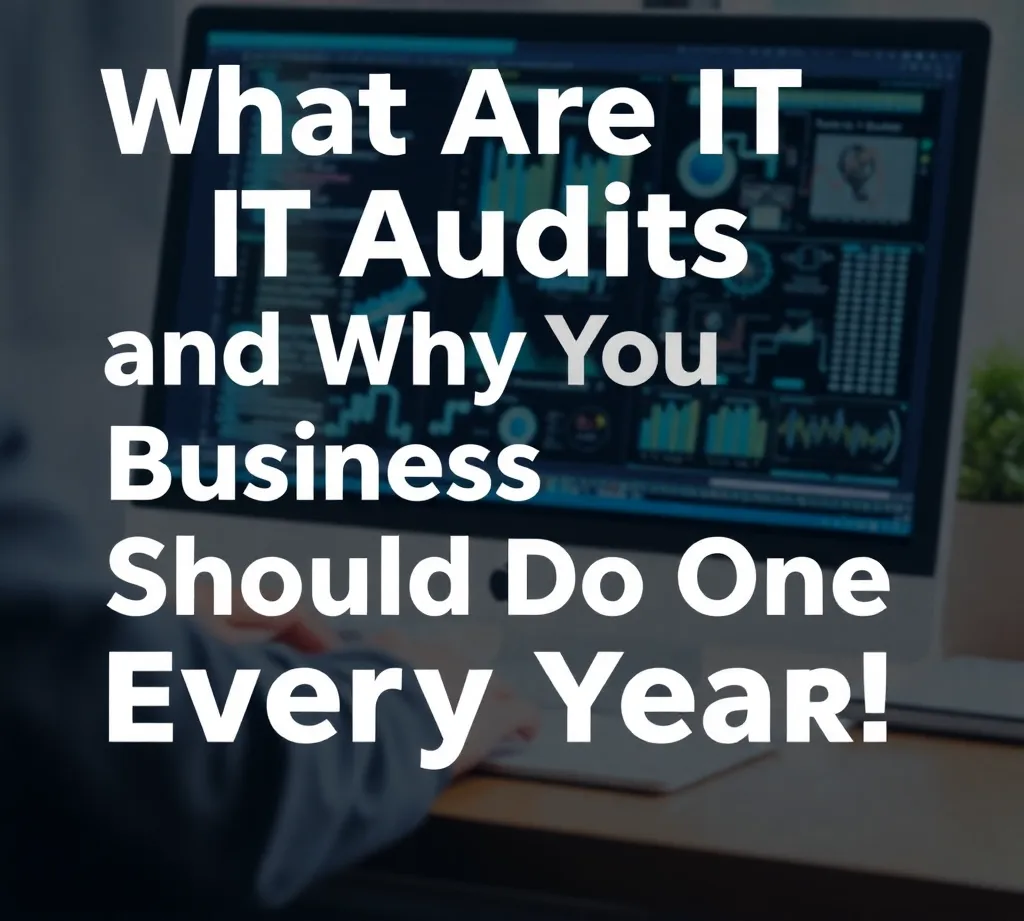 What Are IT
IT Audits
and Why You
Business
Should Do One
Every YeaR!